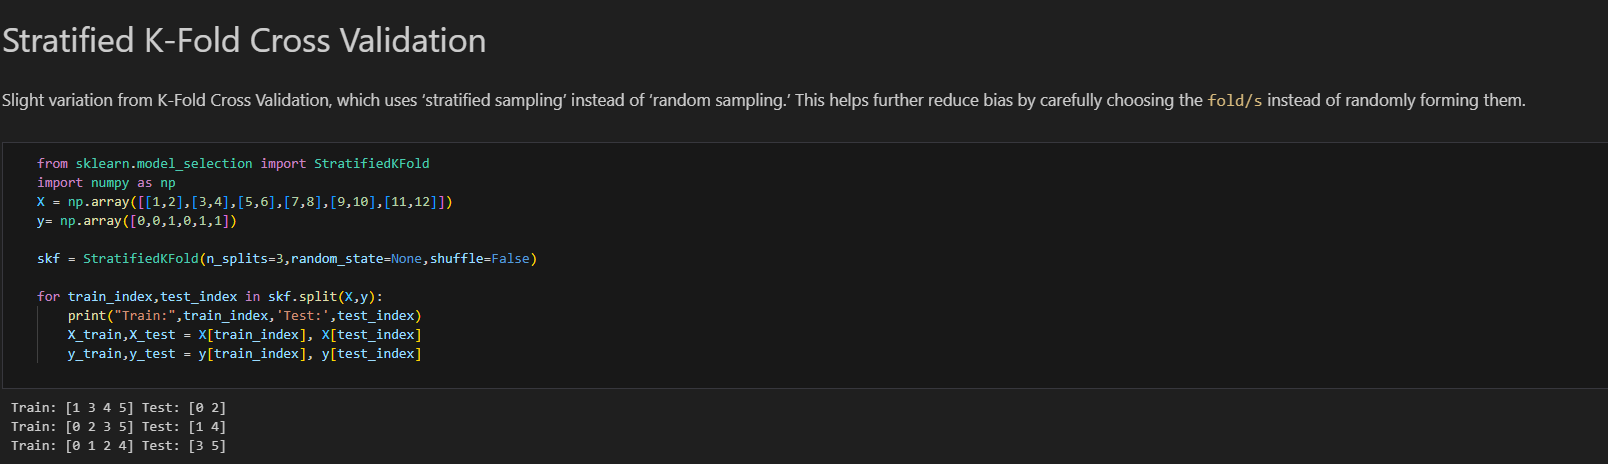 Stratified K-Fold Cross Validation
Slight variation from K-Fold Cross Validation, which uses ‘stratified sampling’ instead of ‘random sampling.’ This helps further reduce bias by carefully choosing the fold/s instead of randomly forming them.
from sklearn.model_selection import StratifiedKFold
import numpy as np
X = np.array([[1,2],[3,4],[5,6],[7,8],[9,10],[11,12]])
y= np.array([0,0,1,0,1,1])
skf = StratifiedKFold(n_splits=3,random_state=None,shuffle=False)
for train_index,test_index in skf.split(X,y):
    print("Train:",train_index,'Test:',test_index)
    X_train,X_test = X[train_index], X[test_index]
    y_train,y_test = y[train_index], y[test_index]
Train: [1 3 4 5] Test: [0 2]
Train: [0 2 3 5] Test: [1 4]
Train: [0 1 2 4] Test: [3 5]